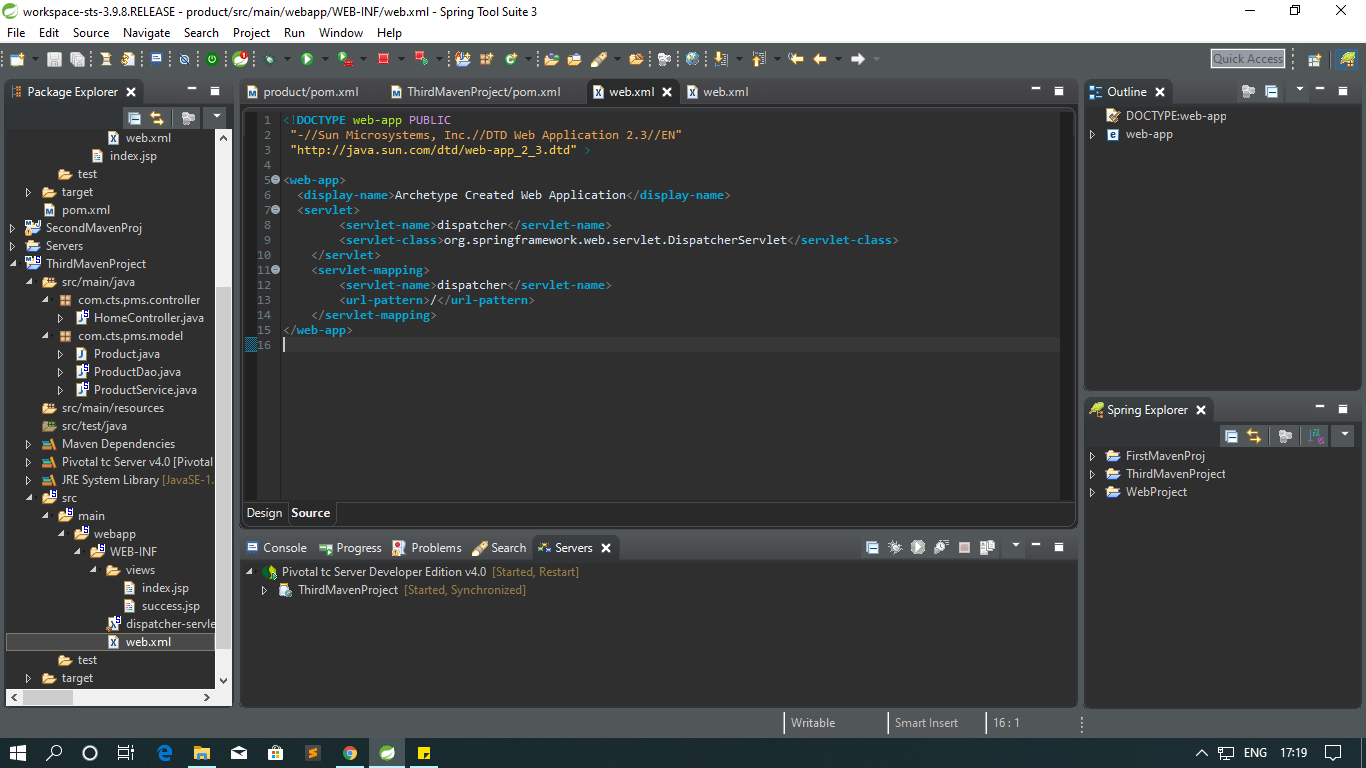 workspace-sts-3.9.8.RELEASE - product/src/main/webapp/WEB-INF/web.xml - Spring Tool Suite 3
File Edit Source Navigate Search Project Run Window Help
Quick Access
Package Explorer
web.xml
index.jsp
test
target
pom.xml
SecondMavenProj
Servers
ThirdMavenProject
src/main/java
com.cts.pms.controller
HomeController.java
com.cts.pms.model
Product.java
ProductDao.java
ProductService.java
src/main/resources
src/test/java
Maven Dependencies
Pivotal tc Server v4.0 [Pivotal
JRE System Library [JavaSE-1.
src
main
webapp
WEB-INF
views
index.jsp
success.jsp
dispatcher-servle
web.xml
test
target
product/pom.xml ThirdMavenProject/pom.xml web.xml web.xml
1 <!DOCTYPE web-app PUBLIC
2 "-//Sun Microsystems, Inc.//DTD Web Application 2.3//EN"
3 "http://java.sun.com/dtd/web-app_2_3.dtd" >
4
5 <web-app>
6 <display-name>Archetype Created Web Application</display-name>
7 <servlet>
8 <servlet-name>dispatcher</servlet-name>
9 <servlet-class>org.springframework.web.servlet.DispatcherServlet</servlet-class>
10 </servlet>
11 <servlet-mapping>
12 <servlet-name>dispatcher</servlet-name>
13 <url-pattern>/</url-pattern>
14 </servlet-mapping>
15 </web-app>
16
Design Source
Console Progress Problems Search Servers
Pivotal tc Server Developer Edition v4.0 [Started, Restart]
ThirdMavenProject [Started, Synchronized]
Outline
DOCTYPE:web-app
web-app
Spring Explorer
FirstMavenProj
ThirdMavenProject
WebProject
Writable Smart Insert 16 : 1
ENG 17:19